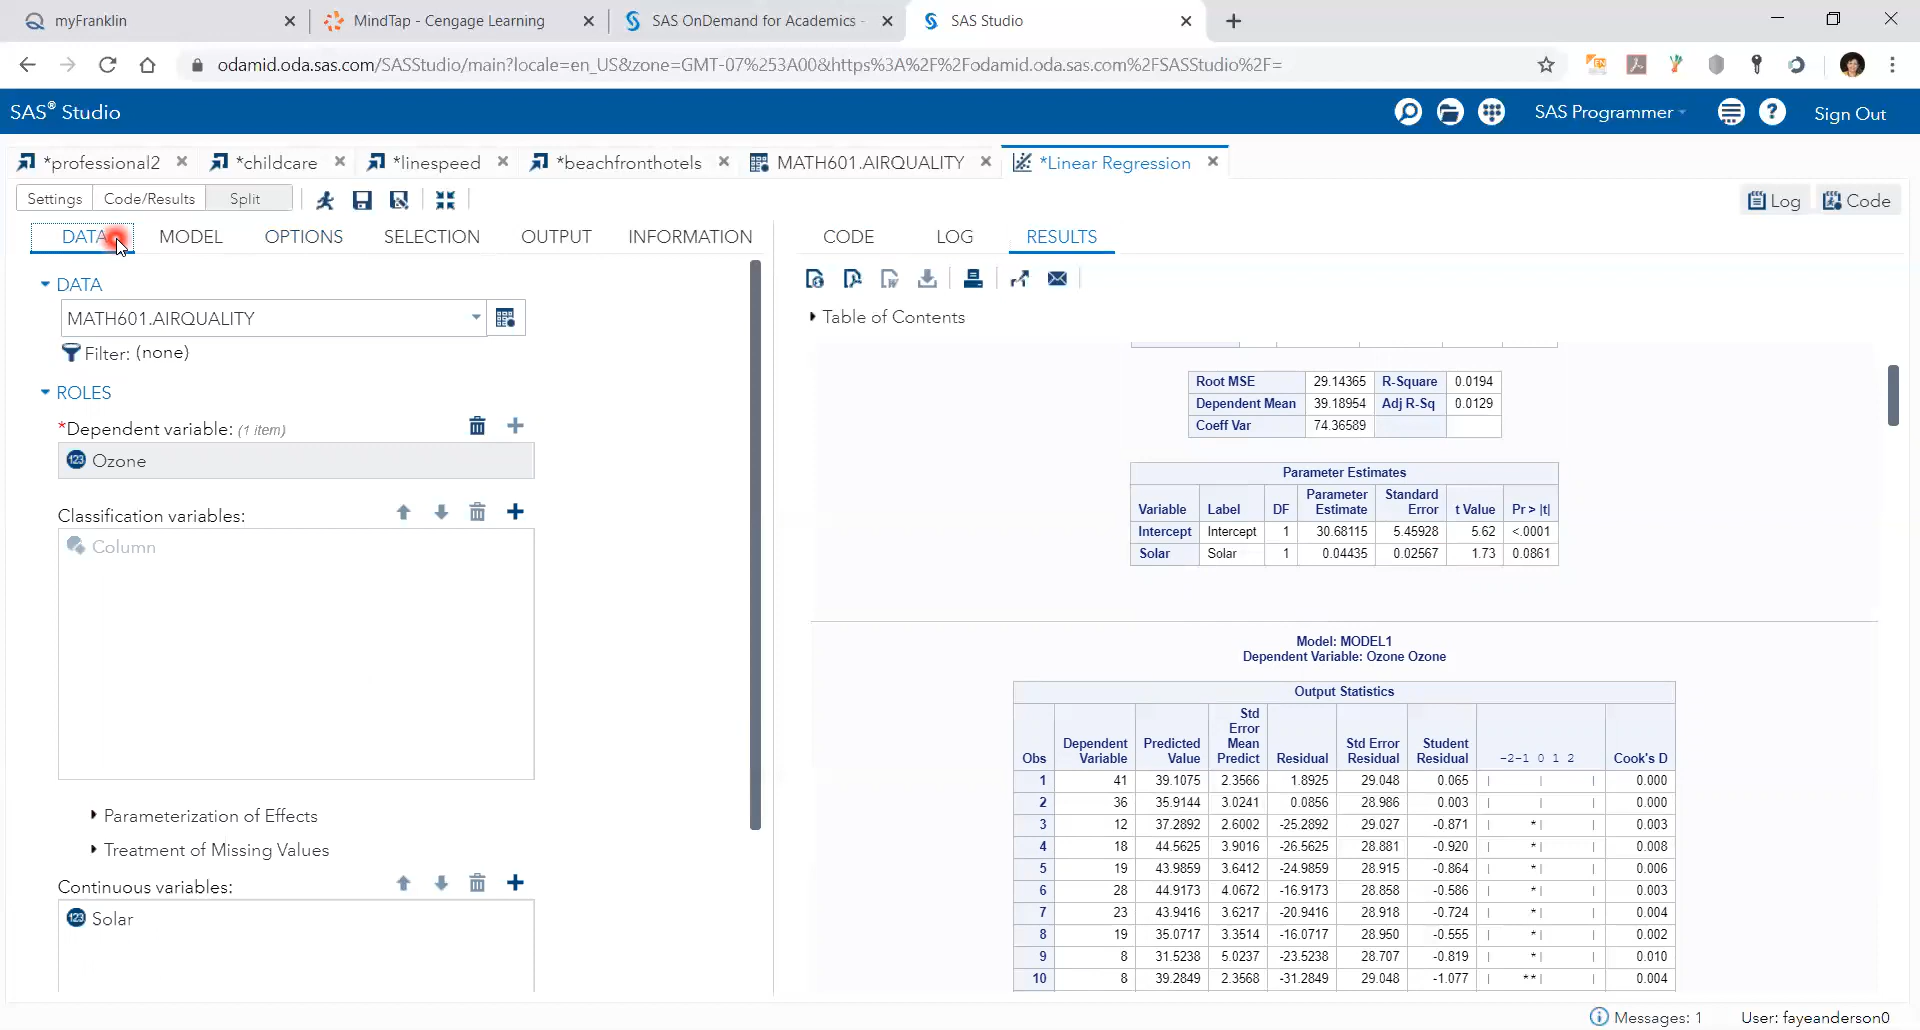 myFranklin
MindTap - Cengage Learning
SAS OnDemand for Academics -
SAS Studio
odamid.oda.sas.com/SASStudio/main?locale=en_US&zone=GMT-07%253A00&https%3A%2F%2Fodamid.oda.sas.com%2FSASStudio%2F=
SAS® Studio
SAS Programmer
Sign Out
*professional2
*childcare
*linespeed
*beachfronthotels
MATH601.AIRQUALITY
*Linear Regression
Settings
Code/Results
Split
Log
Code
DATA
MODEL
OPTIONS
SELECTION
OUTPUT
INFORMATION
CODE
LOG
RESULTS
DATA
MATH601.AIRQUALITY
Filter: (none)
ROLES
*Dependent variable: (1 item)
123 Ozone
Classification variables:
Column
Parameterization of Effects
Treatment of Missing Values
Continuous variables:
123 Solar
Table of Contents
Root MSE 29.14365 R-Square 0.0194
Dependent Mean 39.18954 Adj R-Sq 0.0129
Coeff Var 74.36589
Parameter Estimates
Variable Label DF Parameter Estimate Standard Error t Value Pr > |t|
Intercept Intercept 1 30.68115 5.45928 5.62 <.0001
Solar Solar 1 0.04435 0.02567 1.73 0.0861
Model: MODEL1
Dependent Variable: Ozone Ozone
Output Statistics
Obs Dependent Variable Predicted Value Std Error Mean Predict Residual Std Error Residual Student Residual -2-1 0 1 2 Cook's D
1 41 39.1075 2.3566 1.8925 29.048 0.065 | | | 0.000
2 36 35.9144 3.0241 0.0856 28.986 0.003 | | | 0.000
3 12 37.2892 2.6002 -25.2892 29.027 -0.871 | *| | 0.003
4 18 44.5625 3.9016 -26.5625 28.881 -0.920 | *| | 0.008
5 19 43.9859 3.6412 -24.9859 28.915 -0.864 | *| | 0.006
6 28 44.9173 4.0672 -16.9173 28.858 -0.586 | *| | 0.003
7 23 43.9416 3.6217 -20.9416 28.918 -0.724 | *| | 0.004
8 19 35.0717 3.3514 -16.0717 28.950 -0.555 | *| | 0.002
9 8 31.5238 5.0237 -23.5238 28.707 -0.819 | *| | 0.010
10 8 39.2849 2.3568 -31.2849 29.048 -1.077 | **| | 0.004
Messages: 1
User: fayeanderson0